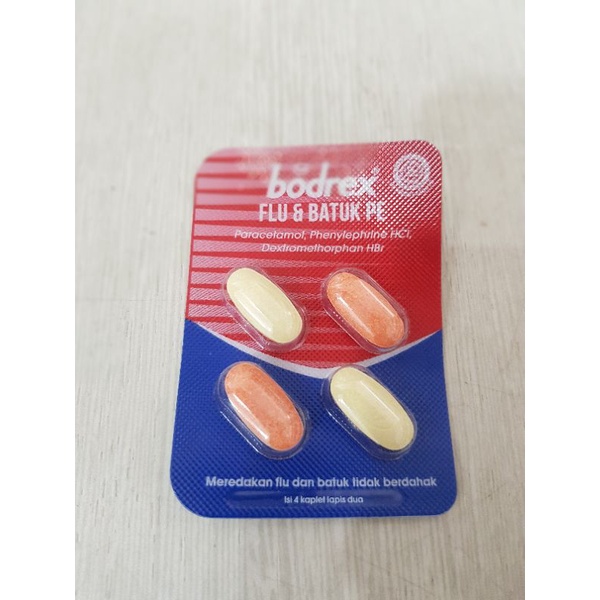 bodrex
FLU & BATUK PE
Paracetamol, Phenylephrine HCl,
Dextromethorphan HBr
Meredakan flu dan batuk tidak berdahak
Isi 4 kaplet lapis dua